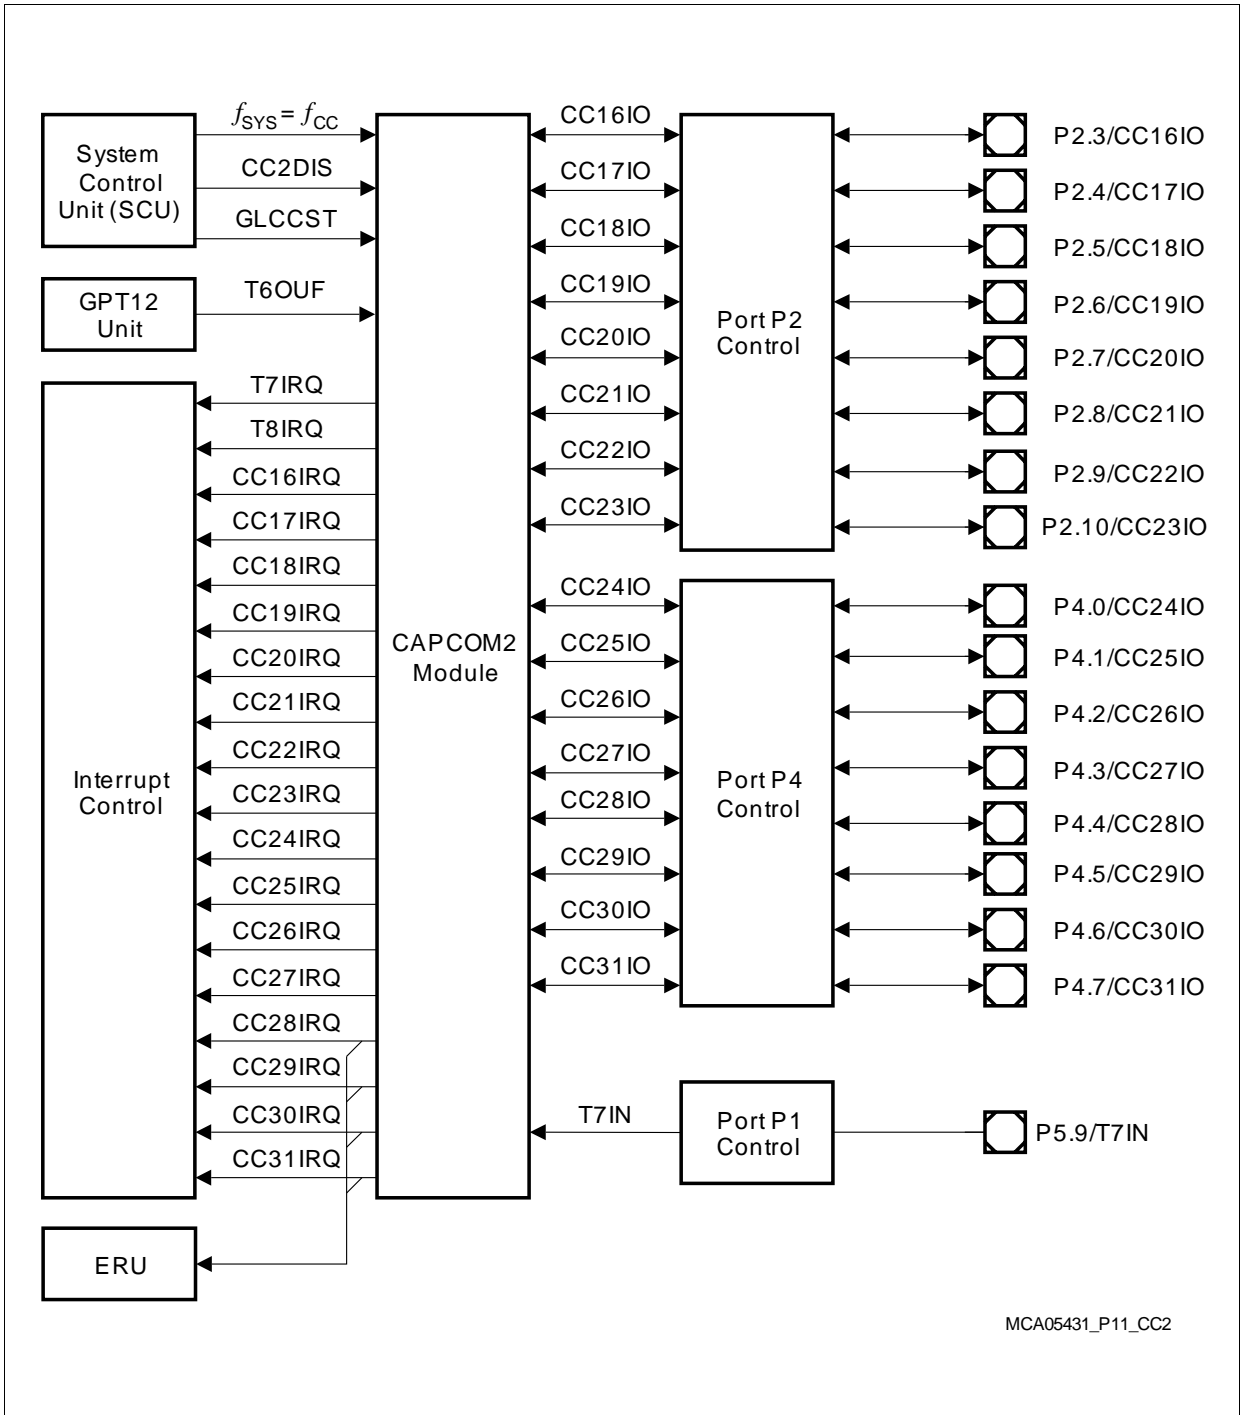 System
Control
Unit (SCU)
fSYS = fCC
CC2DIS
GLCCST
GPT12
Unit
T6OUF
Interrupt
Control
T7IRQ
T8IRQ
CC16IRQ
CC17IRQ
CC18IRQ
CC19IRQ
CC20IRQ
CC21IRQ
CC22IRQ
CC23IRQ
CC24IRQ
CC25IRQ
CC26IRQ
CC27IRQ
CC28IRQ
CC29IRQ
CC30IRQ
CC31IRQ
ERU
CAPCOM2
Module
CC16IO
CC17IO
CC18IO
CC19IO
CC20IO
CC21IO
CC22IO
CC23IO
CC24IO
CC25IO
CC26IO
CC27IO
CC28IO
CC29IO
CC30IO
CC31IO
T7IN
Port P2
Control
Port P4
Control
Port P1
Control
P2.3/CC16IO
P2.4/CC17IO
P2.5/CC18IO
P2.6/CC19IO
P2.7/CC20IO
P2.8/CC21IO
P2.9/CC22IO
P2.10/CC23IO
P4.0/CC24IO
P4.1/CC25IO
P4.2/CC26IO
P4.3/CC27IO
P4.4/CC28IO
P4.5/CC29IO
P4.6/CC30IO
P4.7/CC31IO
P5.9/T7IN
MCA05431_P11_CC2